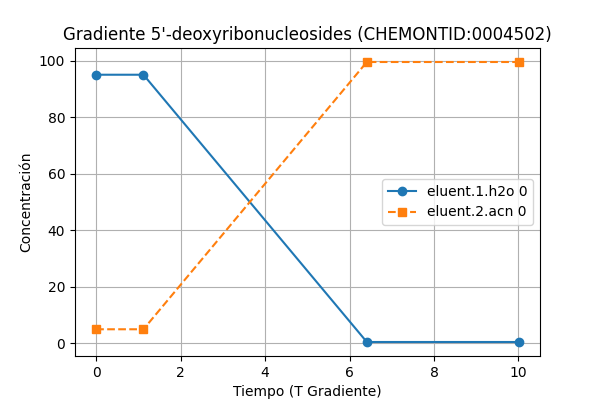 Gradiente 5'-deoxyribonucleosides (CHEMONTID:0004502)
100
80
60
40
20
0
Concentración
eluent.1.h2o 0
eluent.2.acn 0
0 2 4 6 8 10
Tiempo (T Gradiente)